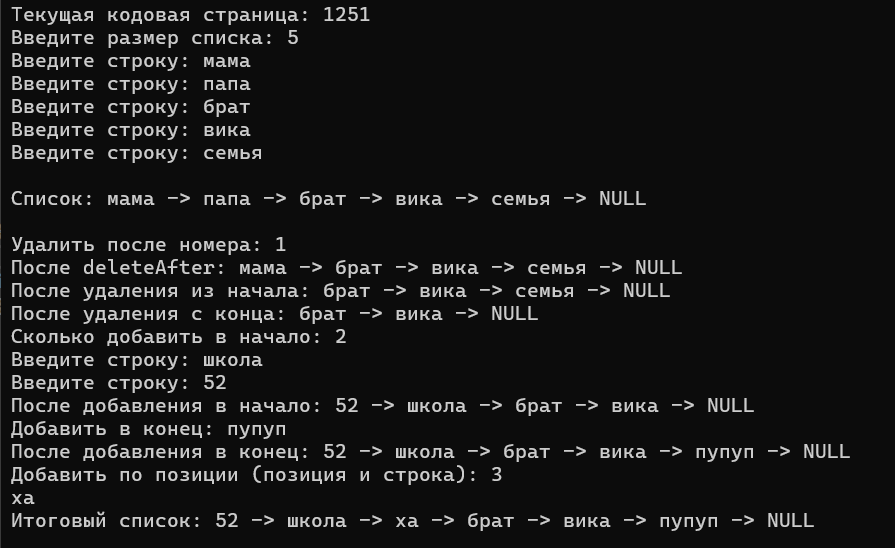 Текущая кодовая страница: 1251
Введите размер списка: 5
Введите строку: мама
Введите строку: папа
Введите строку: брат
Введите строку: вика
Введите строку: семья
Список: мама -> папа -> брат -> вика -> семья -> NULL
Удалить после номера: 1
После deleteAfter: мама -> брат -> вика -> семья -> NULL
После удаления из начала: брат -> вика -> семья -> NULL
После удаления с конца: брат -> вика -> NULL
Сколько добавить в начало: 2
Введите строку: школа
Введите строку: 52
После добавления в начало: 52 -> школа -> брат -> вика -> NULL
Добавить в конец: пупуп
После добавления в конец: 52 -> школа -> брат -> вика -> пупуп -> NULL
Добавить по позиции (позиция и строка): 3
ха
Итоговый список: 52 -> школа -> ха -> брат -> вика -> пупуп -> NULL